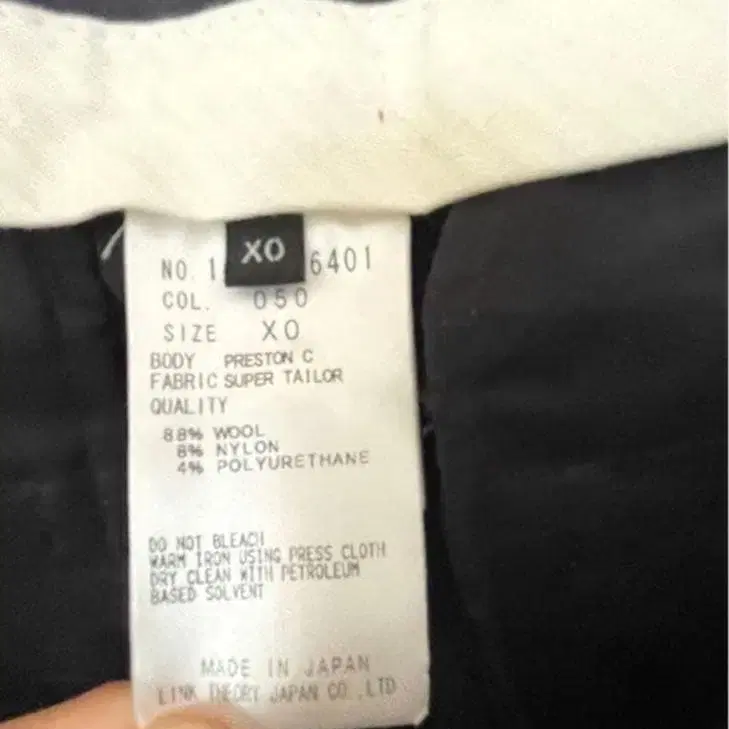 XO
NO. 1 6401
COL. 050
SIZE XO
BODY PRESTON C
FABRIC SUPER TAILOR
QUALITY
88% WOOL
8% NYLON
4% POLYURETHANE
DO NOT BLEACH
WARM IRON USING PRESS CLOTH
DRY CLEAN WITH PETROLEUM
BASED SOLVENT
MADE IN JAPAN
LINK THEORY JAPAN CO.,LTD